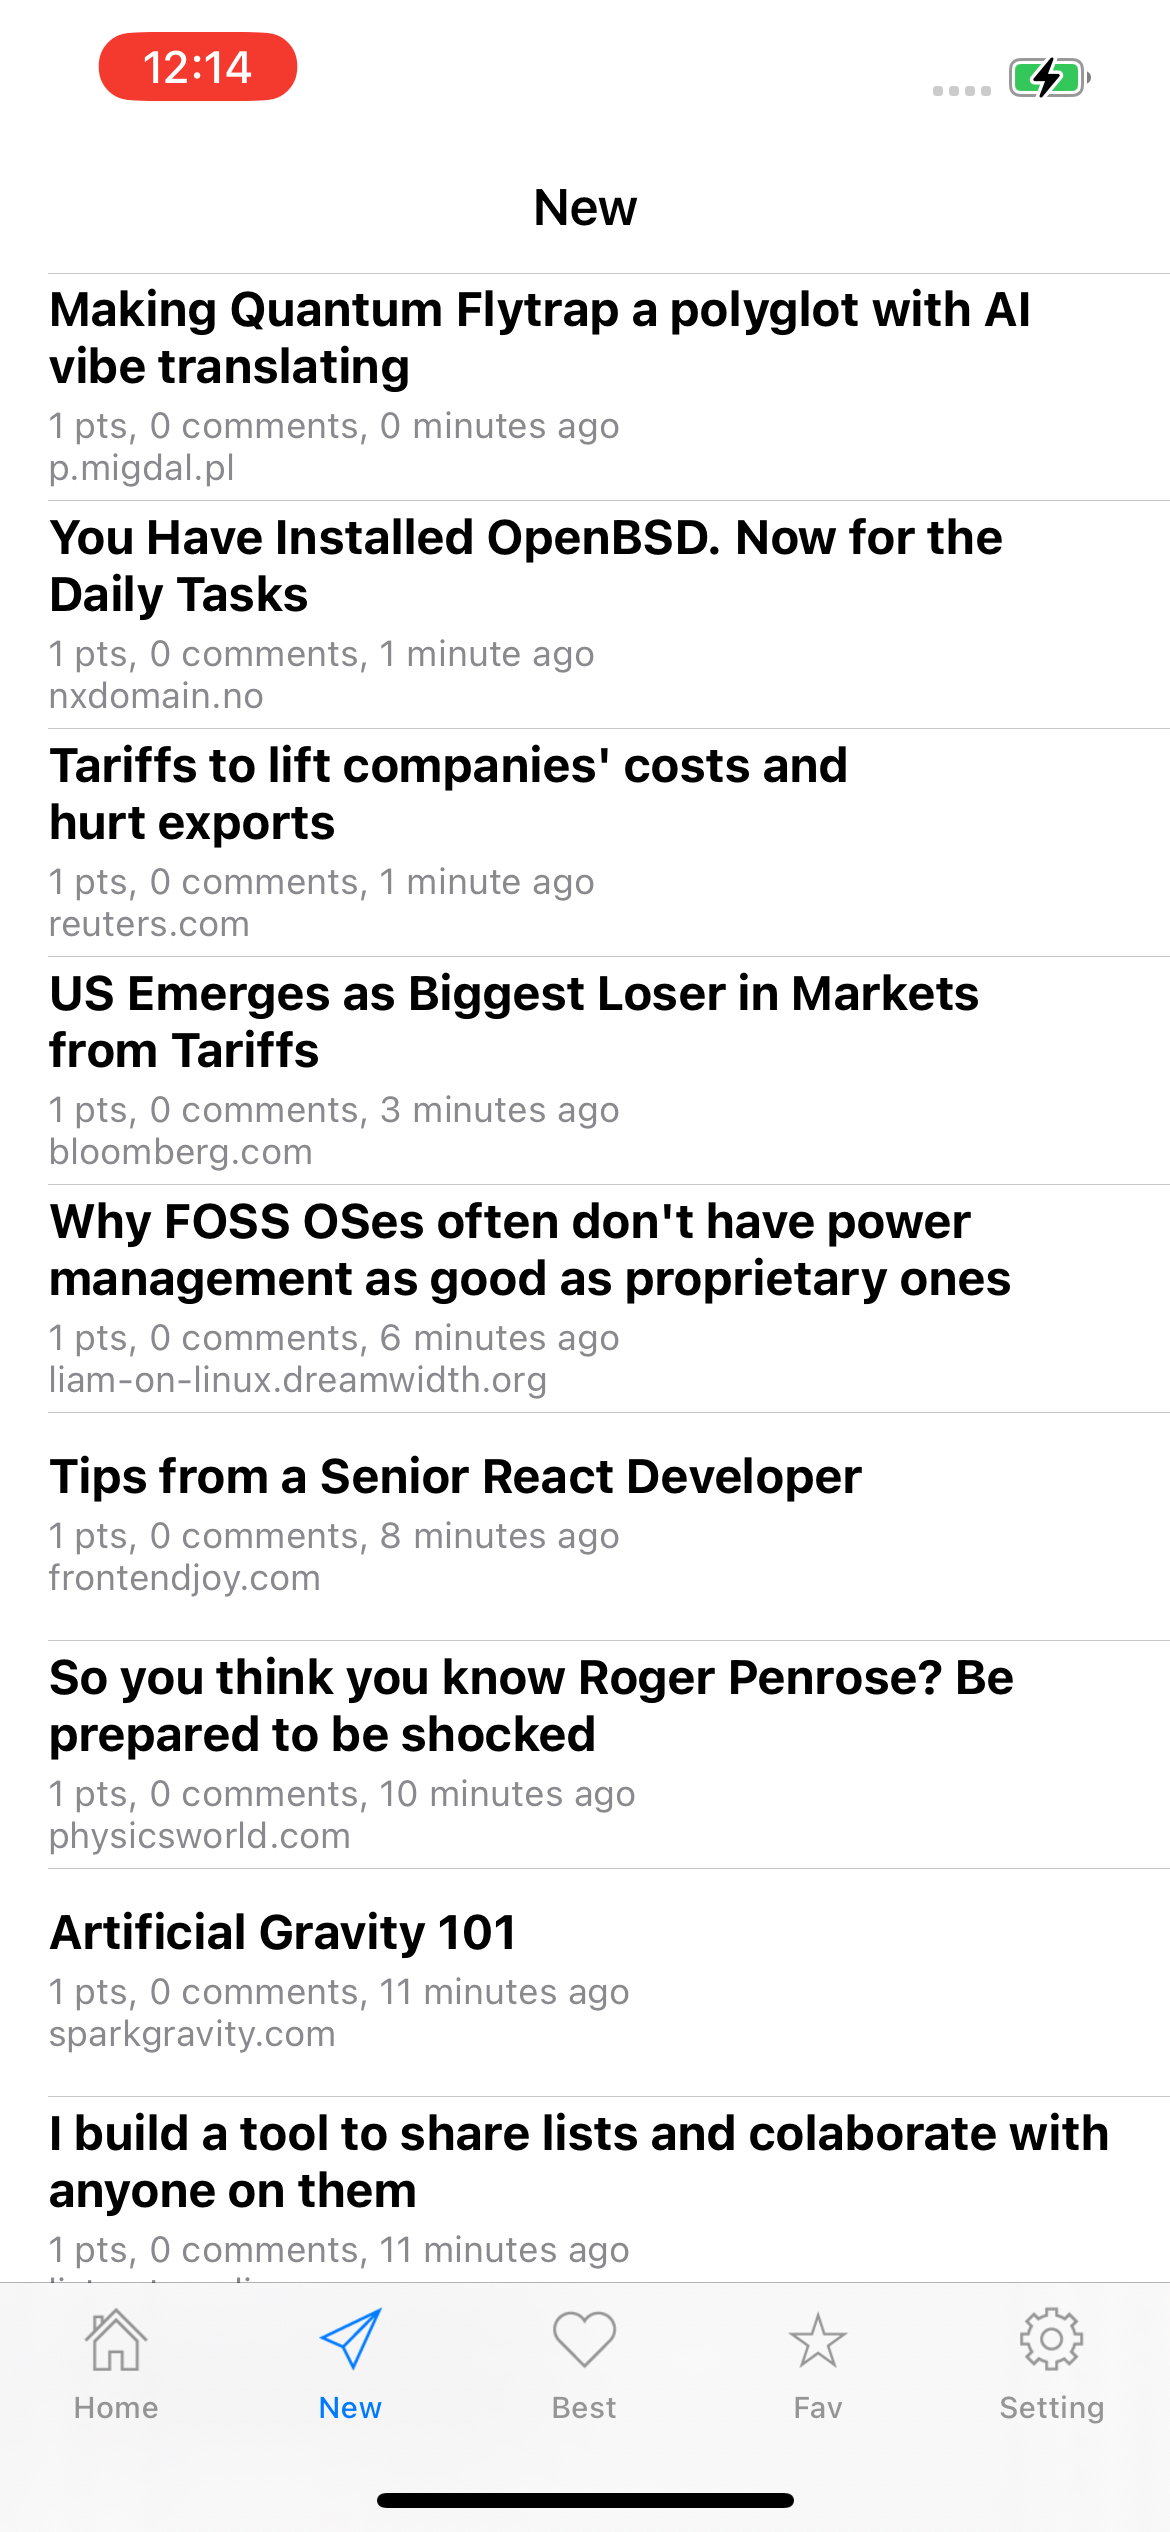 12:14
New
Making Quantum Flytrap a polyglot with AI
vibe translating
1 pts, 0 comments, 0 minutes ago
p.migdal.pl
You Have Installed OpenBSD. Now for the
Daily Tasks
1 pts, 0 comments, 1 minute ago
nxdomain.no
Tariffs to lift companies' costs and
hurt exports
1 pts, 0 comments, 1 minute ago
reuters.com
US Emerges as Biggest Loser in Markets
from Tariffs
1 pts, 0 comments, 3 minutes ago
bloomberg.com
Why FOSS OSes often don't have power
management as good as proprietary ones
1 pts, 0 comments, 6 minutes ago
liam-on-linux.dreamwidth.org
Tips from a Senior React Developer
1 pts, 0 comments, 8 minutes ago
frontendjoy.com
So you think you know Roger Penrose? Be
prepared to be shocked
1 pts, 0 comments, 10 minutes ago
physicsworld.com
Artificial Gravity 101
1 pts, 0 comments, 11 minutes ago
sparkgravity.com
I build a tool to share lists and colaborate with
anyone on them
1 pts, 0 comments, 11 minutes ago
Home
New
Best
Fav
Setting